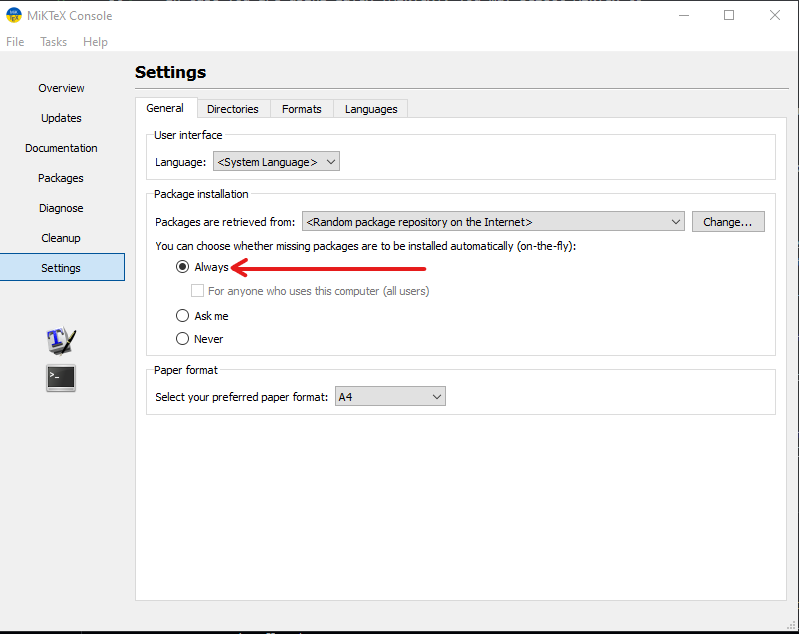 MiKTeX Console
File Tasks Help
Settings
Overview
Updates
Documentation
Packages
Diagnose
Cleanup
Settings
General Directories Formats Languages
User interface
Language: <System Language>
Package installation
Packages are retrieved from: <Random package repository on the Internet> Change...
You can choose whether missing packages are to be installed automatically (on-the-fly):
Always
For anyone who uses this computer (all users)
Ask me
Never
Paper format
Select your preferred paper format: A4